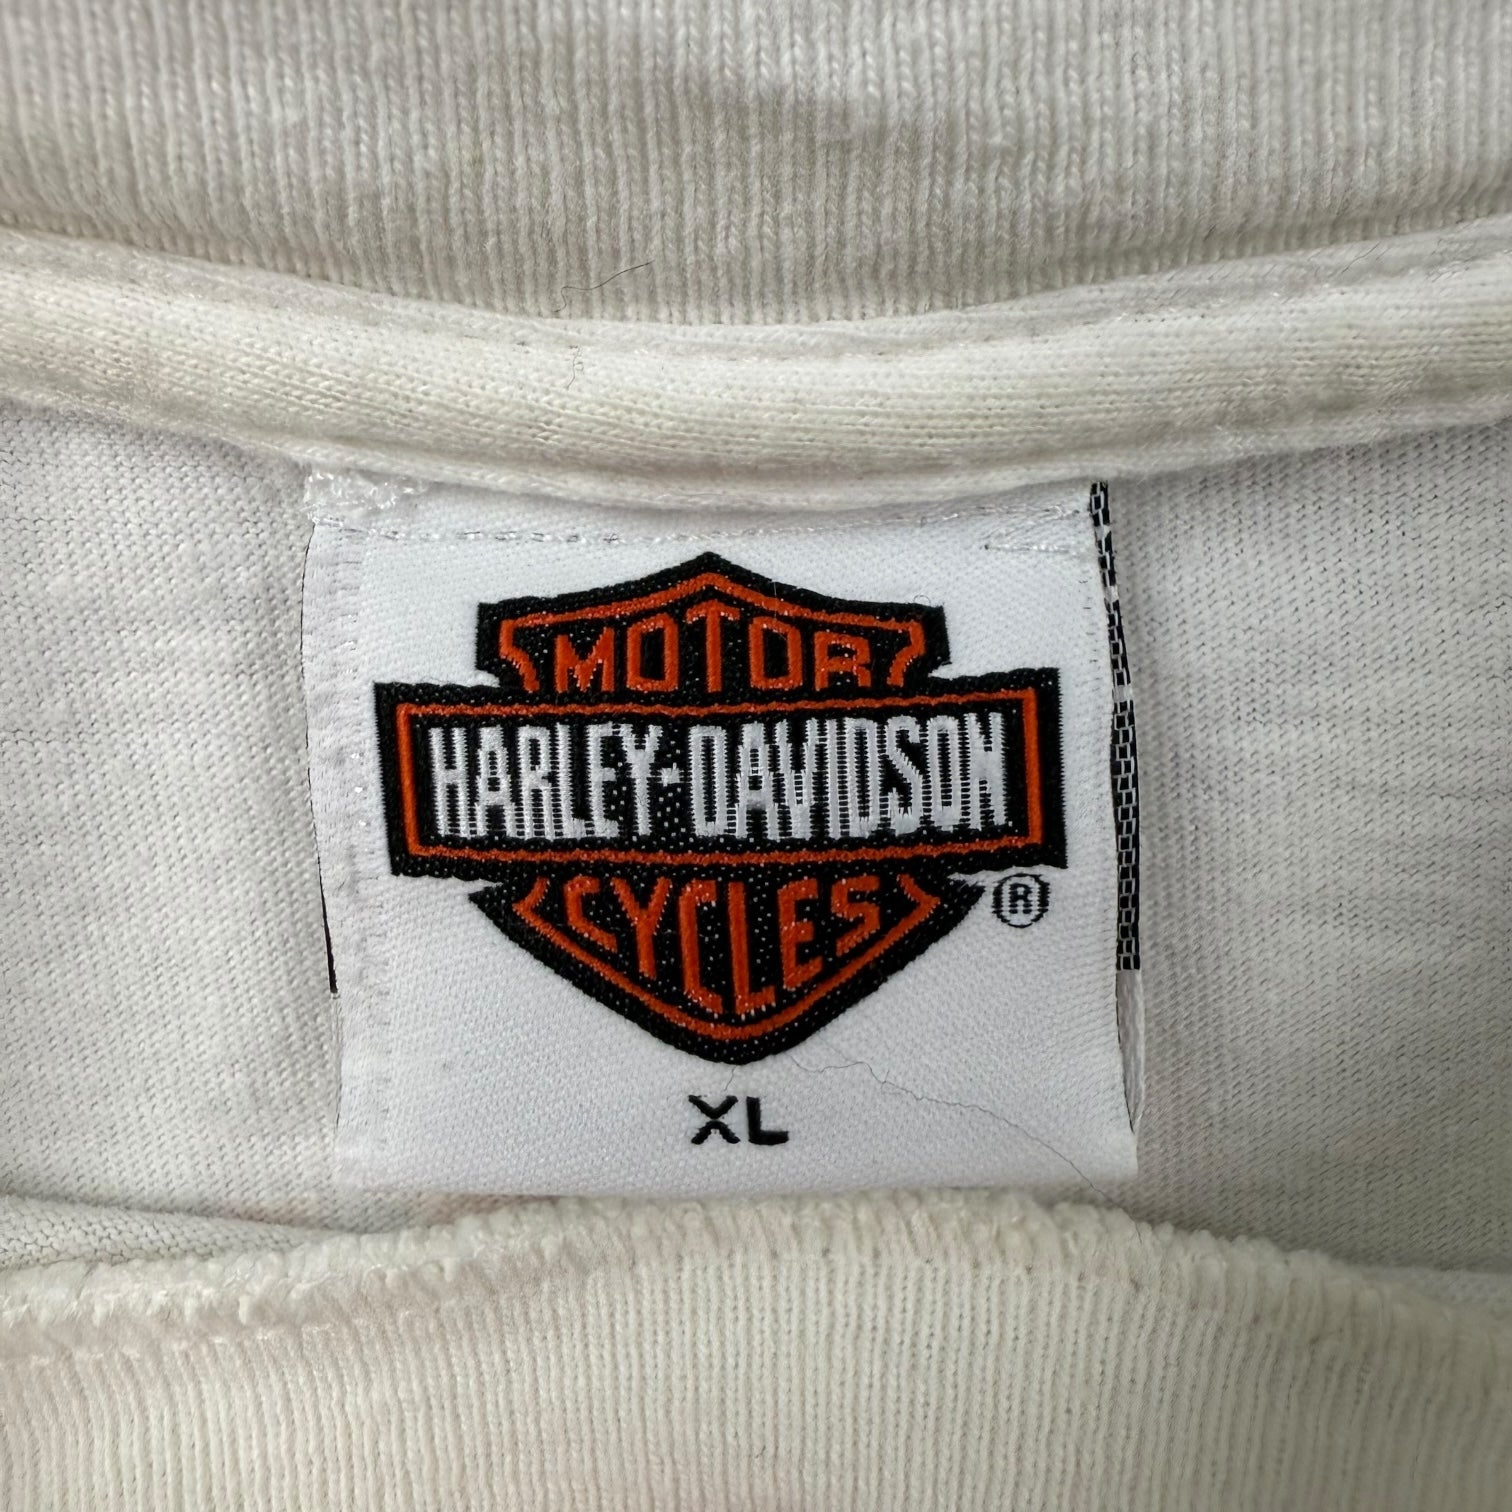 MOTOR
HARLEY-DAVIDSON
CYCLES
®
XL